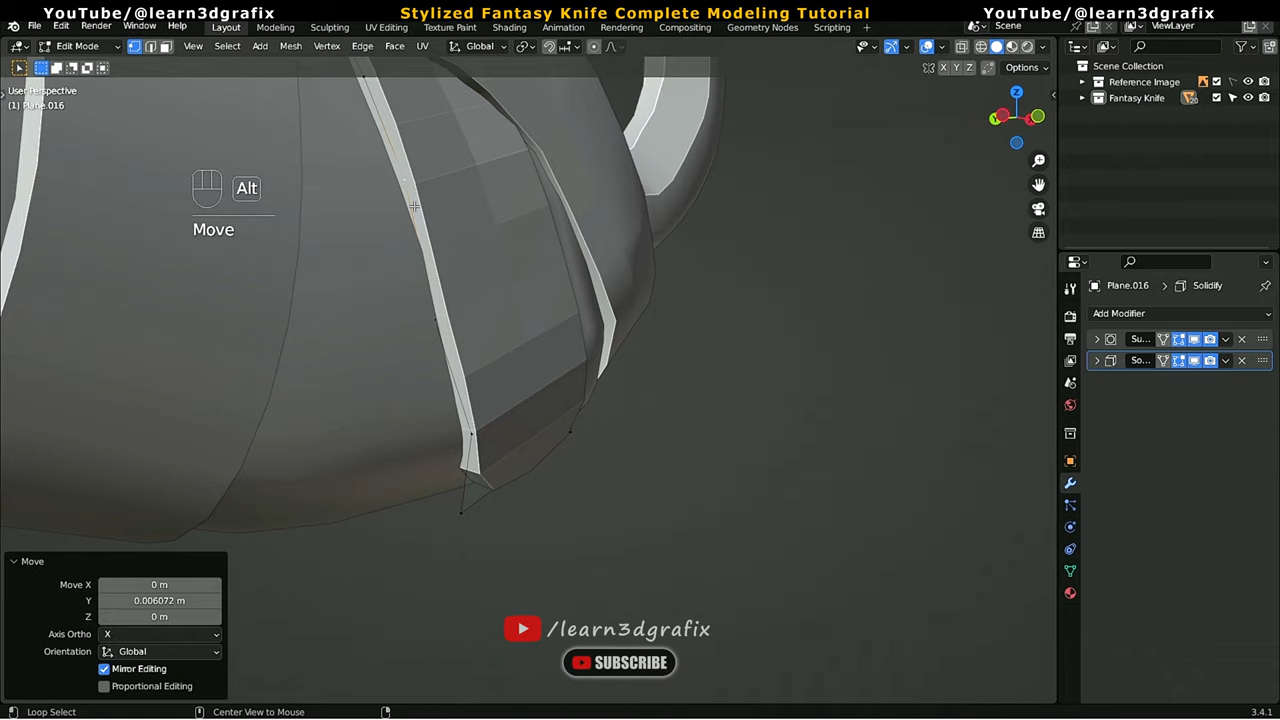 YouTube/@learn3dgrafix
Stylized Fantasy Knife Complete Modeling Tutorial
YouTube/@learn3dgrafix
File Edit Render Window Help
Layout Modeling Sculpting UV Editing Texture Paint Shading Animation Rendering Compositing Geometry Nodes Scripting
Scene
ViewLayer
Edit Mode
View Select Add Mesh Vertex Edge Face UV
Global
X Y Z
Options
User Perspective
(1) Plane.016
Z
Scene Collection
Reference Image
Fantasy Knife
20
Alt
Move
Plane.016
Solidify
Add Modifier
Su...
So...
Move
Move X
0 m
Y
0.006072 m
Z
0 m
Axis Ortho
X
Orientation
Global
Mirror Editing
Proportional Editing
/learn3dgrafix
SUBSCRIBE
Loop Select
Center View to Mouse
3.4.1